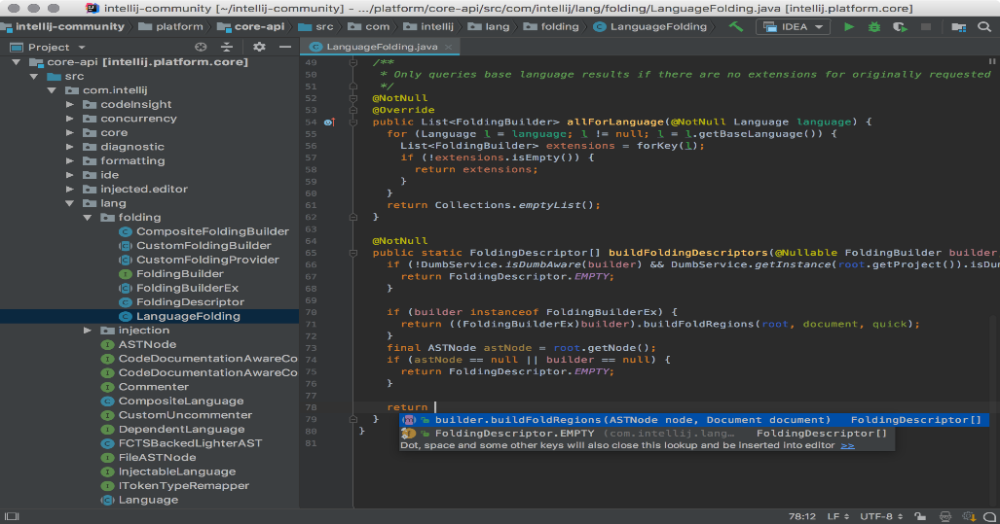 intellij-community [~/intellij-community] - .../platform/core-api/src/com/intellij/lang/folding/LanguageFolding.java [intellij.platform.core]
intellij-community platform core-api src com intellij lang folding LanguageFolding IDEA
Project
LanguageFolding.java
core-api [intellij.platform.core]
src
com.intellij
codeInsight
concurrency
core
diagnostic
formatting
ide
injected.editor
lang
folding
CompositeFoldingBuilder
CustomFoldingBuilder
CustomFoldingProvider
FoldingBuilder
FoldingBuilderEx
FoldingDescriptor
LanguageFolding
injection
ASTNode
CodeDocumentationAwareCo
CodeDocumentationAwareCo
Commenter
CompositeLanguage
CustomUncommenter
DependentLanguage
FCTSBackedLighterAST
FileASTNode
InjectableLanguage
ITokenTypeRemapper
Language
49 /**
50 * Only queries base language results if there are no extensions for originally requested
51 */
52 @NotNull
53 @Override
54 public List<FoldingBuilder> allForLanguage(@NotNull Language language) {
55 for (Language l = language; l != null; l = l.getBaseLanguage()) {
56 List<FoldingBuilder> extensions = forKey(l);
57 if (!extensions.isEmpty()) {
58 return extensions;
59 }
60 }
61 return Collections.emptyList();
62 }
63
64 @NotNull
65 public static FoldingDescriptor[] buildFoldingDescriptors(@Nullable FoldingBuilder builder
66 if (!DumbService.isDumbAware(builder) && DumbService.getInstance(root.getProject()).isDum
67 return FoldingDescriptor.EMPTY;
68 }
69
70 if (builder instanceof FoldingBuilderEx) {
71 return ((FoldingBuilderEx)builder).buildFoldRegions(root, document, quick);
72 }
73 final ASTNode astNode = root.getNode();
74 if (astNode == null || builder == null) {
75 return FoldingDescriptor.EMPTY;
76 }
77
78 return
79 }
80 }
81
builder.buildFoldRegions(ASTNode node, Document document) FoldingDescriptor[]
FoldingDescriptor.EMPTY (com.intellij.lang... FoldingDescriptor[]
Dot, space and some other keys will also close this lookup and be inserted into editor >>
78:12 LF UTF-8